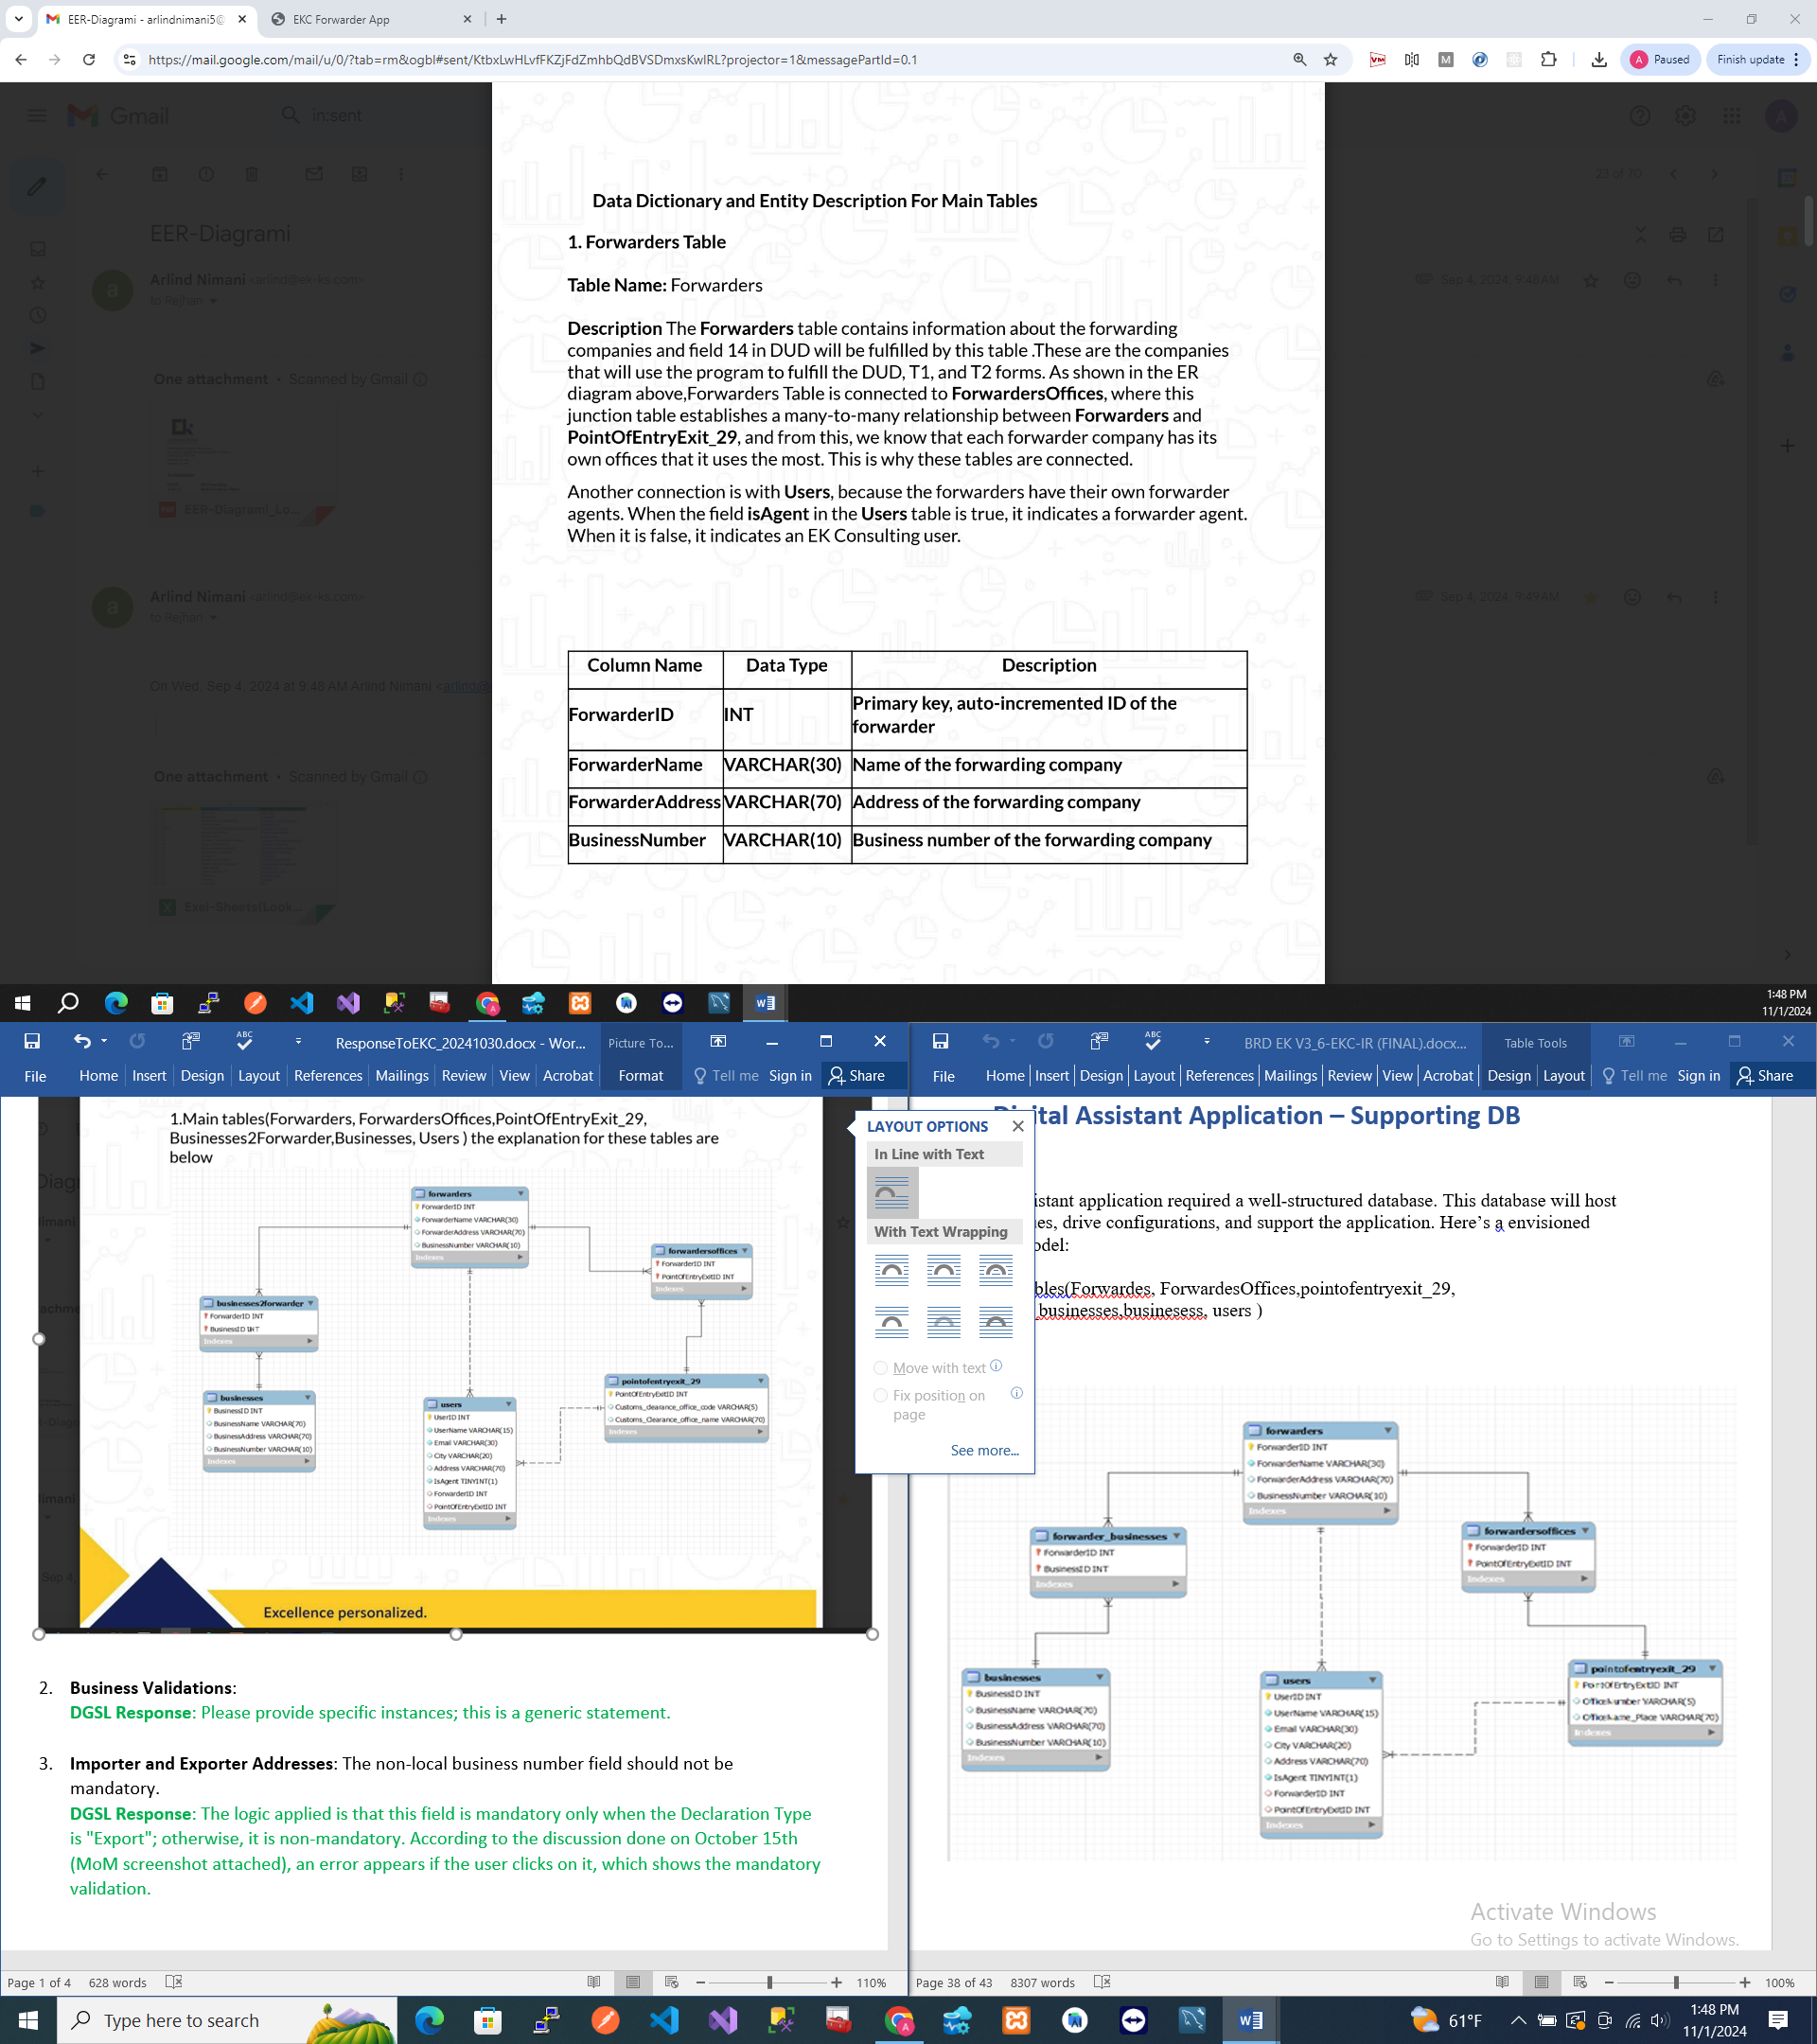 EER-Diagrami - arlindnimani5@
EKC Forwarder App
https://mail.google.com/mail/u/0/?tab=rm&ogbl#sent/KtbxLwHLvfFKZjFdZmhbQdBVSDmxsKwlRL?projector=1&messagePartId=0.1
Paused
Finish update
Gmail
in:sent
23 of 70
EER-Diagrami
Arlind Nimani <arlind@ek-ks.com>
to Rejhan
Sep 4, 2024, 9:48 AM
One attachment • Scanned by Gmail
EER-Diagrami_Lo...
Arlind Nimani <arlind@ek-ks.com>
to Rejhan
Sep 4, 2024, 9:49 AM
On Wed, Sep 4, 2024 at 9:48 AM Arlind Nimani <arlind@
One attachment • Scanned by Gmail
Exel-Sheets(Look...
Data Dictionary and Entity Description For Main Tables
1. Forwarders Table
Table Name: Forwarders
Description The Forwarders table contains information about the forwarding
companies and field 14 in DUD will be fulfilled by this table .These are the companies
that will use the program to fulfill the DUD, T1, and T2 forms. As shown in the ER
diagram above,Forwarders Table is connected to ForwardersOffices, where this
junction table establishes a many-to-many relationship between Forwarders and
PointOfEntryExit_29, and from this, we know that each forwarder company has its
own offices that it uses the most. This is why these tables are connected.
Another connection is with Users, because the forwarders have their own forwarder
agents. When the field isAgent in the Users table is true, it indicates a forwarder agent.
When it is false, it indicates an EK Consulting user.
Column Name Data Type Description
ForwarderID INT Primary key, auto-incremented ID of the
forwarder
ForwarderName VARCHAR(30) Name of the forwarding company
ForwarderAddress VARCHAR(70) Address of the forwarding company
BusinessNumber VARCHAR(10) Business number of the forwarding company
1:48 PM
11/1/2024
ResponseToEKC_20241030.docx - Wor...
Picture To...
File Home Insert Design Layout References Mailings Review View Acrobat Format Tell me Sign in Share
1.Main tables(Forwarders, ForwardersOffices,PointOfEntryExit_29,
Businesses2Forwarder,Businesses, Users ) the explanation for these tables are
below
forwarders
ForwarderID INT
ForwarderName VARCHAR(30)
ForwarderAddress VARCHAR(70)
BusinessNumber VARCHAR(10)
Indexes
forwardersoffices
ForwarderID INT
PointOfEntryExitID INT
Indexes
businesses2forwarder
ForwarderID INT
BusinessID INT
Indexes
businesses
BusinessID INT
BusinessName VARCHAR(70)
BusinessAddress VARCHAR(70)
BusinessNumber VARCHAR(10)
Indexes
users
UserID INT
UserName VARCHAR(15)
Email VARCHAR(30)
City VARCHAR(20)
Address VARCHAR(70)
IsAgent TINYINT(1)
ForwarderID INT
PointOfEntryExitID INT
Indexes
pointofentryexit_29
PointOfEntryExitID INT
Customs_clearance_office_code VARCHAR(5)
Customs_Clearance_office_name VARCHAR(70)
Indexes
Excellence personalized.
2. Business Validations:
DGSL Response: Please provide specific instances; this is a generic statement.
3. Importer and Exporter Addresses: The non-local business number field should not be
mandatory.
DGSL Response: The logic applied is that this field is mandatory only when the Declaration Type
is "Export"; otherwise, it is non-mandatory. According to the discussion done on October 15th
(MoM screenshot attached), an error appears if the user clicks on it, which shows the mandatory
validation.
Page 1 of 4 628 words 110%
LAYOUT OPTIONS
In Line with Text
With Text Wrapping
Move with text
Fix position on
page
See more...
BRD EK V3_6-EKC-IR (FINAL).docx...
Table Tools
File Home Insert Design Layout References Mailings Review View Acrobat Design Layout Tell me Sign in Share
Digital Assistant Application – Supporting DB
istant application required a well-structured database. This database will host
es, drive configurations, and support the application. Here's a envisioned
odel:
bles(Forwardes, ForwardesOffices,pointofentryexit_29,
_businesses,businesess, users )
forwarders
ForwarderID INT
ForwarderName VARCHAR(30)
ForwarderAddress VARCHAR(70)
BusinessNumber VARCHAR(10)
Indexes
forwarder_businesses
ForwarderID INT
BusinessID INT
Indexes
forwardersoffices
ForwarderID INT
PointOfEntryExitID INT
Indexes
businesses
BusinessID INT
BusinessName VARCHAR(70)
BusinessAddress VARCHAR(70)
BusinessNumber VARCHAR(10)
Indexes
users
UserID INT
UserName VARCHAR(15)
Email VARCHAR(30)
City VARCHAR(20)
Address VARCHAR(70)
IsAgent TINYINT(1)
ForwarderID INT
PointOfEntryExitID INT
Indexes
pointofentryexit_29
PointOfEntryExitID INT
OfficeNumber VARCHAR(5)
OfficeName_Place VARCHAR(70)
Indexes
Activate Windows
Go to Settings to activate Windows.
Page 38 of 43 8307 words 100%
Type here to search
61°F
1:48 PM
11/1/2024